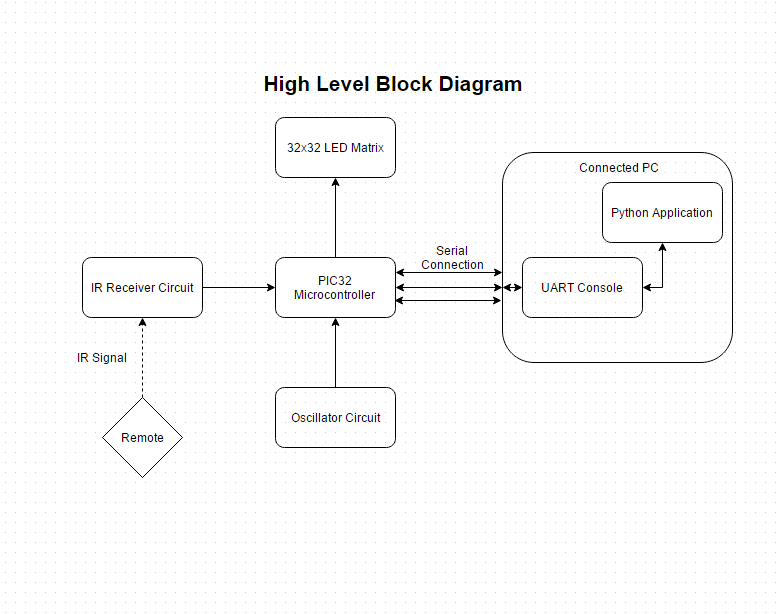 High Level Block Diagram
32x32 LED Matrix
Connected PC
Python Application
Serial
Connection
IR Receiver Circuit
PIC32
Microcontroller
UART Console
IR Signal
Oscillator Circuit
Remote